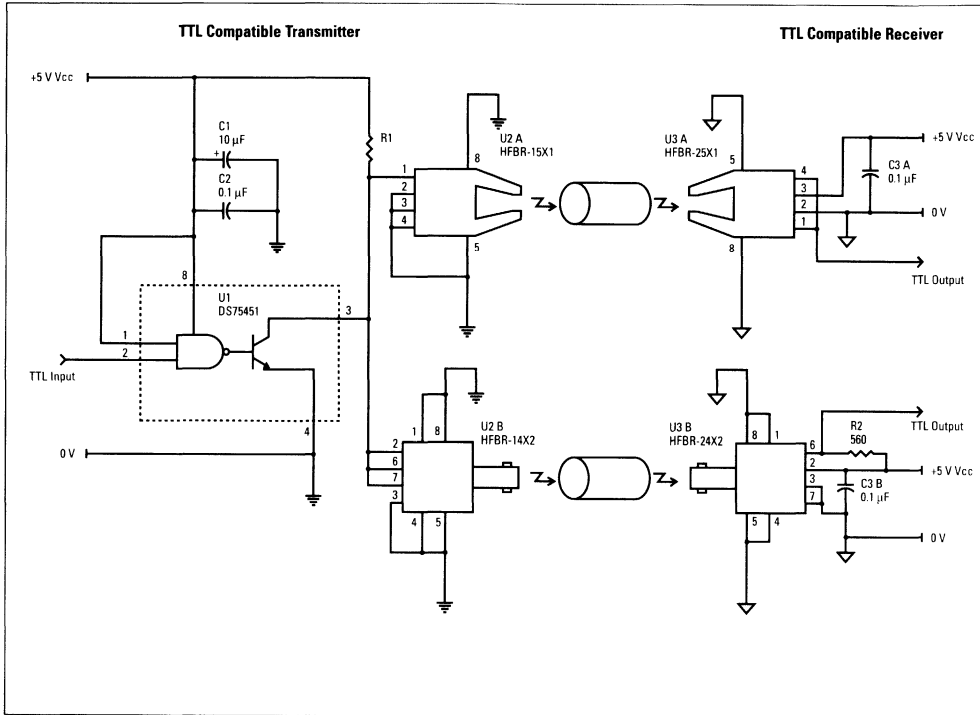 TTL Compatible Transmitter
TTL Compatible Receiver
+5 V Vcc
C1
10 µF
+
C2
0.1 µF
R1
8
U1
DS75451
1
2
3
4
TTL Input
0 V
U2 A
HFBR-15X1
8
1
2
3
4
5
U3 A
HFBR-25X1
5
4
3
2
1
8
+5 V Vcc
C3 A
0.1 µF
0 V
TTL Output
U2 B
HFBR-14X2
1
8
2
6
7
3
4
5
U3 B
HFBR-24X2
8
1
6
2
3
7
5
4
TTL Output
R2
560
+5 V Vcc
C3 B
0.1 µF
0 V